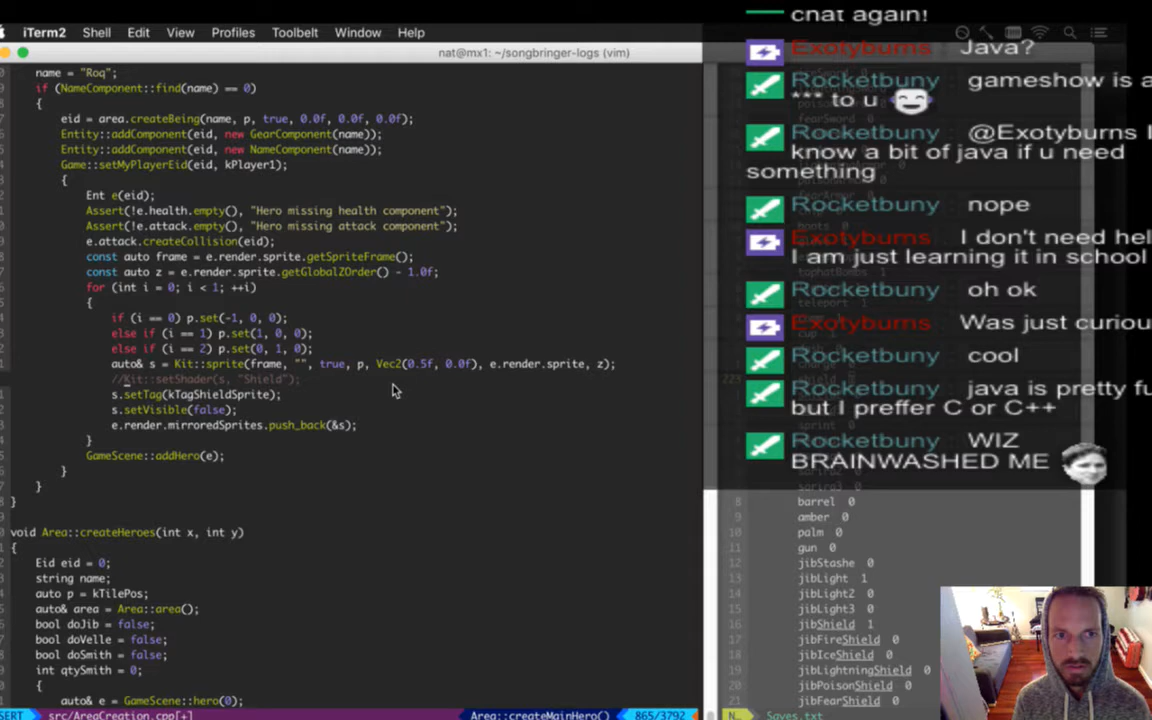 iTerm2 Shell Edit View Profiles Toolbelt Window Help
nat@mx1: ~/songbringer-logs (vim)
name = "Roq";
if (NameComponent::find(name) == 0)
{
eid = area.createBeing(name, p, true, 0.0f, 0.0f, 0.0f);
Entity::addComponent(eid, new GearComponent(name));
Entity::addComponent(eid, new NameComponent(name));
Game::setMyPlayerEid(eid, kPlayer1);
{
Ent e(eid);
Assert(!e.health.empty(), "Hero missing health component");
Assert(!e.attack.empty(), "Hero missing attack component");
e.attack.createCollision(eid);
const auto frame = e.render.sprite.getSpriteFrame();
const auto z = e.render.sprite.getGlobalZOrder() - 1.0f;
for (int i = 0; i < 1; ++i)
{
if (i == 0) p.set(-1, 0, 0);
else if (i == 1) p.set(1, 0, 0);
else if (i == 2) p.set(0, 1, 0);
auto& s = Kit::sprite(frame, "", true, p, Vec2(0.5f, 0.0f), e.render.sprite, z);
//Kit::setShader(s, "Shield");
s.setTag(kTagShieldSprite);
s.setVisible(false);
e.render.mirroredSprites.push_back(&s);
}
GameScene::addHero(e);
}
}
}
void Area::createHeroes(int x, int y)
{
Eid eid = 0;
string name;
auto p = kTilePos;
auto& area = Area::area();
bool doJib = false;
bool doVelle = false;
bool doSmith = false;
int qtySmith = 0;
{
auto& e = GameScene::hero(0);
SERT src/AreaCreation.cpp[+] Area::createMainHero() 865/3792
chat again!
Exotyburns Java?
Rocketbuny gameshow is a
*** to u
Rocketbuny @Exotyburns I
know a bit of java if u need
something
Rocketbuny nope
Exotyburns I don't need hel
I am just learning it in school
Rocketbuny oh ok
Exotyburns Was just curiou
Rocketbuny cool
Rocketbuny java is pretty fu
but I preffer C or C++
Rocketbuny WIZ
BRAINWASHED ME
8 barrel 0
9 amber 0
10 palm 0
11 gun 0
12 jibStashe 0
13 jibLight 1
14 jibLight2 0
15 jibLight3 0
16 jibShield 1
17 jibFireShield 0
18 jibIceShield 0
19 jibLightningShield 0
20 jibPoisonShield 0
21 jibFearShield 0
N... Saves.txt